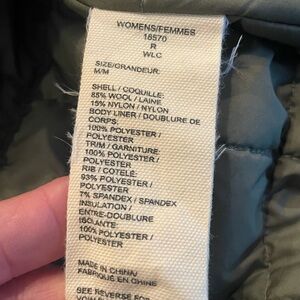 WOMENS/FEMMES
18570
R
WLC
SIZE/GRANDEUR:
M/M
SHELL / COQUILLE:
85% WOOL / LAINE
15% NYLON / NYLON
BODY LINER / DOUBLURE DE
CORPS:
100% POLYESTER /
POLYESTER
TRIM / GARNITURE:
100% POLYESTER /
POLYESTER
RIB / COTELÉ:
93% POLYESTER /
POLYESTER
7% SPANDEX / SPANDEX
INSULATION /
ENTRE-DOUBLURE
ISOLANTE:
100% POLYESTER /
POLYESTER
MADE IN CHINA/
FABRIQUÉ EN CHINE
SEE REVERSE FOR